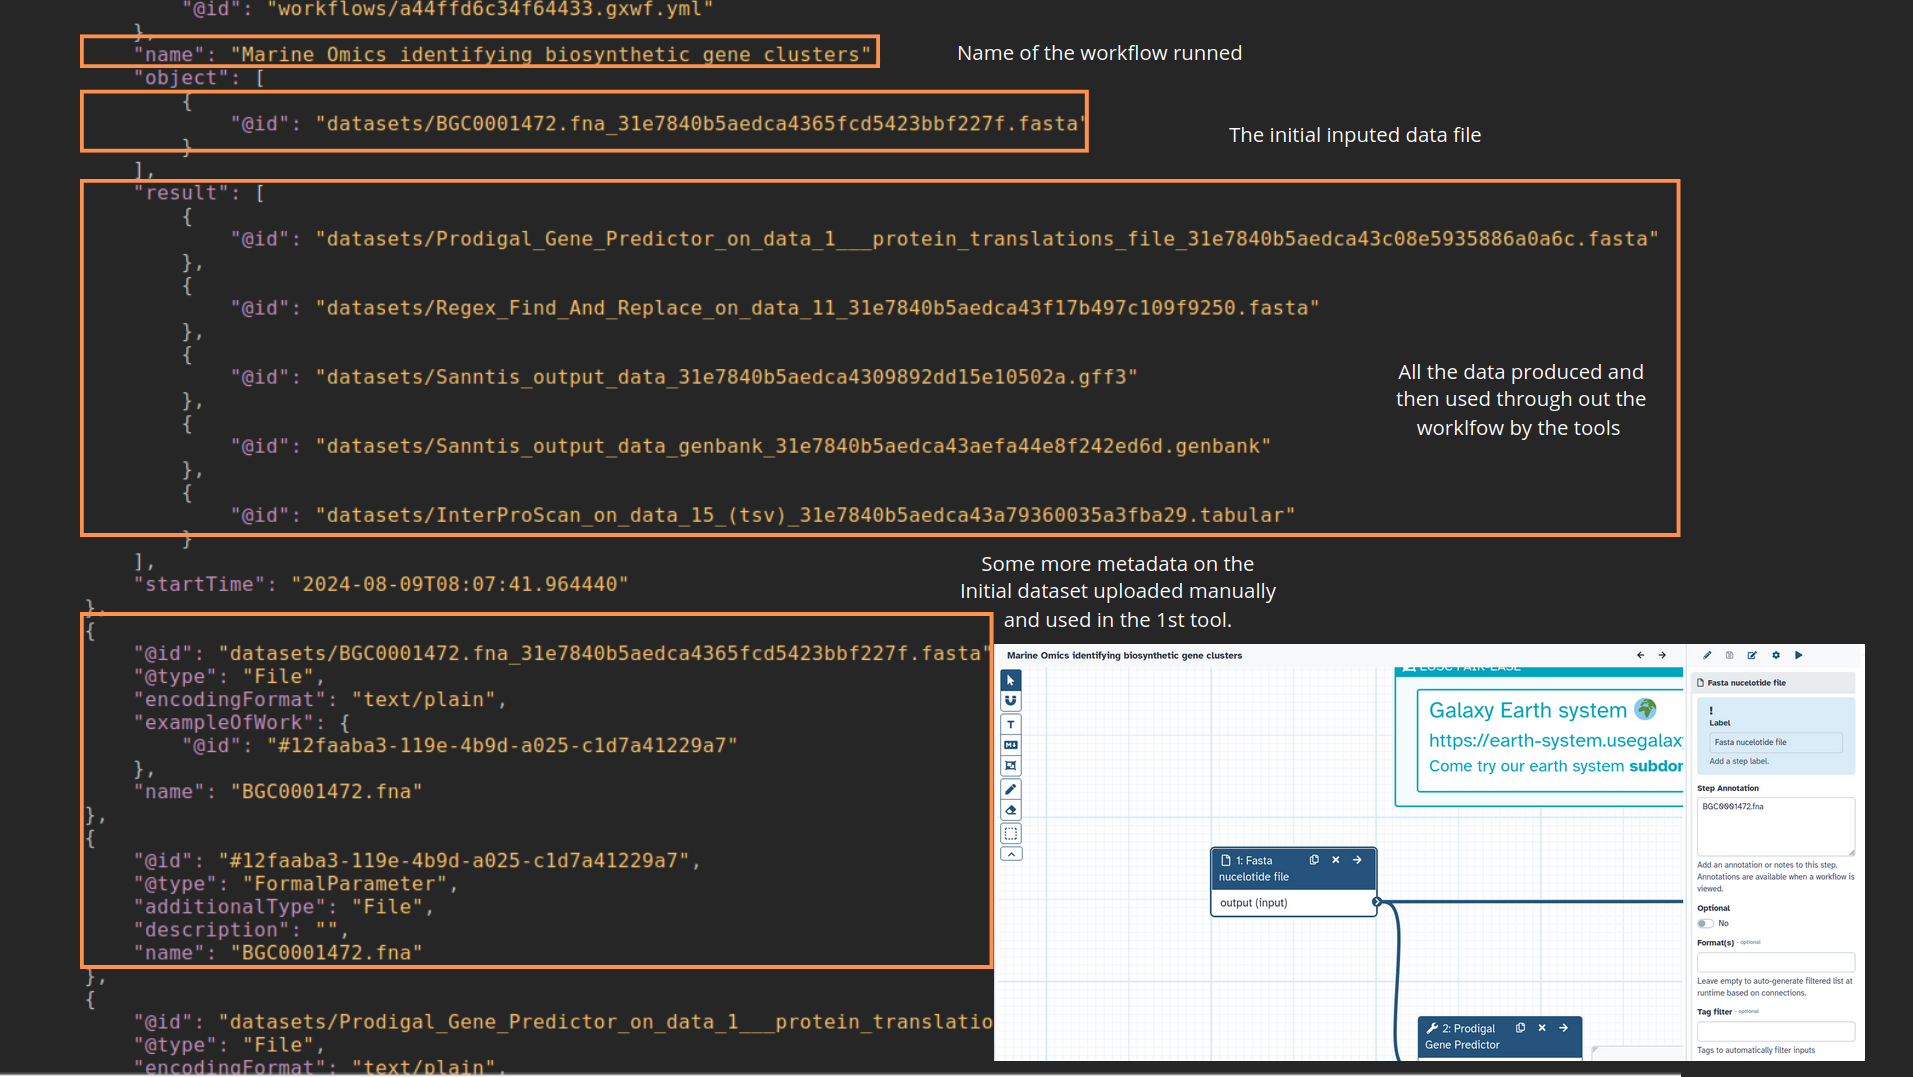 "@id": "workflows/a44ffd6c34f64433.gxwf.yml"
},
"name": "Marine Omics identifying biosynthetic gene clusters"
Name of the workflow runned
"object": [
{
"@id": "datasets/BGC0001472.fna_31e7840b5aedca4365fcd5423bbf227f.fasta"
The initial inputed data file
}
],
"result": [
{
"@id": "datasets/Prodigal_Gene_Predictor_on_data_1___protein_translations_file_31e7840b5aedca43c08e5935886a0a6c.fasta"
},
{
"@id": "datasets/Regex_Find_And_Replace_on_data_11_31e7840b5aedca43f17b497c109f9250.fasta"
},
{
"@id": "datasets/Sanntis_output_data_31e7840b5aedca4309892dd15e10502a.gff3"
},
{
"@id": "datasets/Sanntis_output_data_genbank_31e7840b5aedca43aefa44e8f242ed6d.genbank"
},
{
"@id": "datasets/InterProScan_on_data_15_(tsv)_31e7840b5aedca43a79360035a3fba29.tabular"
}
All the data produced and
then used through out the
worklfow by the tools
],
"startTime": "2024-08-09T08:07:41.964440"
},
Some more metadata on the
Initial dataset uploaded manually
and used in the 1st tool.
{
"@id": "datasets/BGC0001472.fna_31e7840b5aedca4365fcd5423bbf227f.fasta"
"@type": "File",
"encodingFormat": "text/plain",
"exampleOfWork": {
"@id": "#12faaba3-119e-4b9d-a025-c1d7a41229a7"
},
"name": "BGC0001472.fna"
},
{
"@id": "#12faaba3-119e-4b9d-a025-c1d7a41229a7",
"@type": "FormalParameter",
"additionalType": "File",
"description": "",
"name": "BGC0001472.fna"
},
{
"@id": "datasets/Prodigal_Gene_Predictor_on_data_1___protein_translatio
"@type": "File",
"encodingFormat": "text/plain",
Marine Omics identifying biosynthetic gene clusters
EOSC FAIR-EASE
Galaxy Earth system
https://earth-system.usegalax
Come try our earth system subdor
1: Fasta
nucelotide file
output (input)
2: Prodigal
Gene Predictor
Fasta nucelotide file
!
Label
Fasta nucelotide file
Add a step label.
Step Annotation
BGC0001472.fna
Add an annotation or notes to this step.
Annotations are available when a workflow is
viewed.
Optional
No
Format(s) - optional
Leave empty to auto-generate filtered list at
runtime based on connections.
Tag filter - optional
Tags to automatically filter inputs